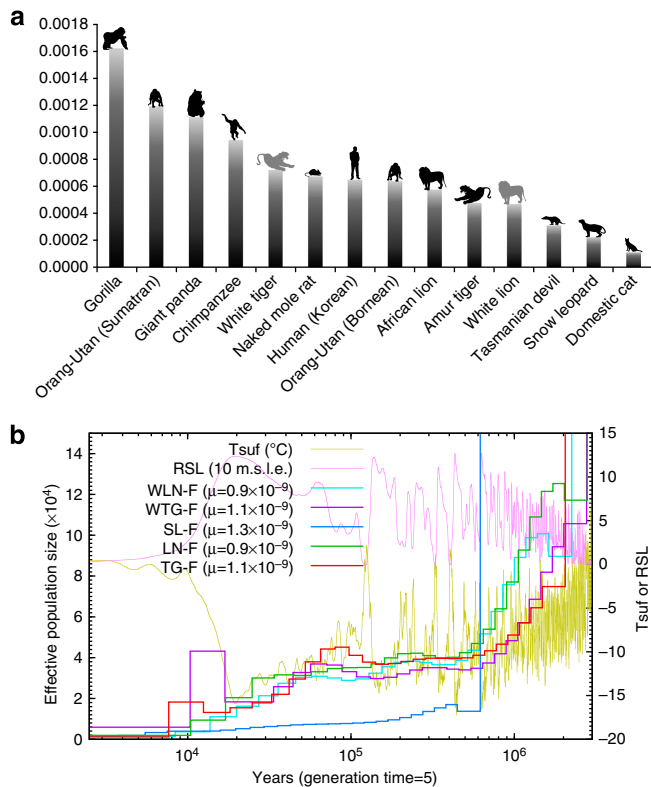 a
0.0018
0.0016
0.0014
0.0012
0.0010
0.0008
0.0006
0.0004
0.0002
0.0000
Gorilla
Orang-Utan (Sumatran)
Giant panda
Chimpanzee
White tiger
Naked mole rat
Human (Korean)
Orang-Utan (Bornean)
African lion
Amur tiger
White lion
Tasmanian devil
Snow leopard
Domestic cat
b
Effective population size (×10⁴)
14
12
10
8
6
4
2
0
Tsuf (°C)
RSL (10 m.s.l.e.)
WLN-F (μ=0.9×10⁻⁹)
WTG-F (μ=1.1×10⁻⁹)
SL-F (μ=1.3×10⁻⁹)
LN-F (μ=0.9×10⁻⁹)
TG-F (μ=1.1×10⁻⁹)
15
10
5
0
−5
−10
−15
−20
Tsuf or RSL
10⁴ 10⁵ 10⁶
Years (generation time=5)